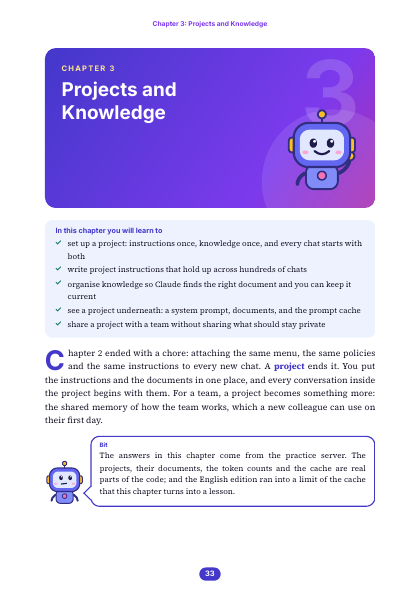 Chapter 3: Projects and Knowledge
3
CHAPTER 3
Projects and
Knowledge
In this chapter you will learn to
set up a project: instructions once, knowledge once, and every chat starts with
both
write project instructions that hold up across hundreds of chats
organise knowledge so Claude finds the right document and you can keep it
current
see a project underneath: a system prompt, documents, and the prompt cache
share a project with a team without sharing what should stay private
Chapter 2 ended with a chore: attaching the same menu, the same policies
and the same instructions to every new chat. A project ends it. You put
the instructions and the documents in one place, and every conversation inside
the project begins with them. For a team, a project becomes something more:
the shared memory of how the team works, which a new colleague can use on
their first day.
Bit
The answers in this chapter come from the practice server. The
projects, their documents, the token counts and the cache are real
parts of the code; and the English edition ran into a limit of the cache
that this chapter turns into a lesson.
33